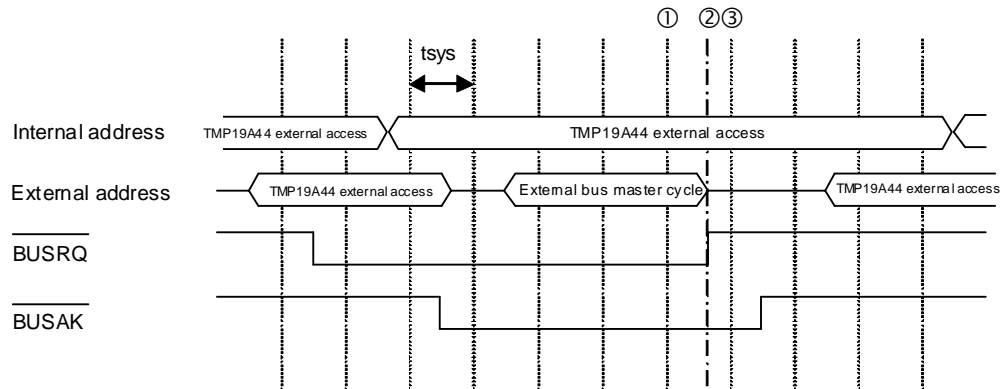 ① ②③
tsys
Internal address
TMP19A44 external access
TMP19A44 external access
External address
TMP19A44 external access
External bus master cycle
TMP19A44 external access
BUSRQ
BUSAK